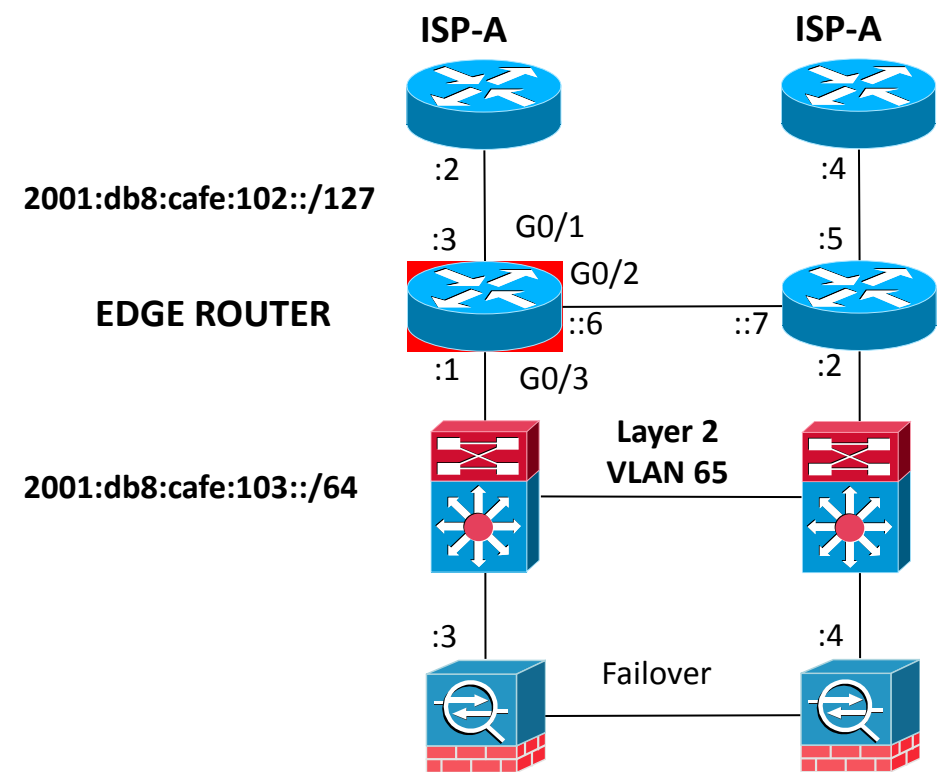 ISP-A
ISP-A
:2
:4
2001:db8:cafe:102::/127
G0/1
:3
:5
G0/2
EDGE ROUTER
::6
::7
:1
G0/3
:2
Layer 2
VLAN 65
2001:db8:cafe:103::/64
:3
:4
Failover